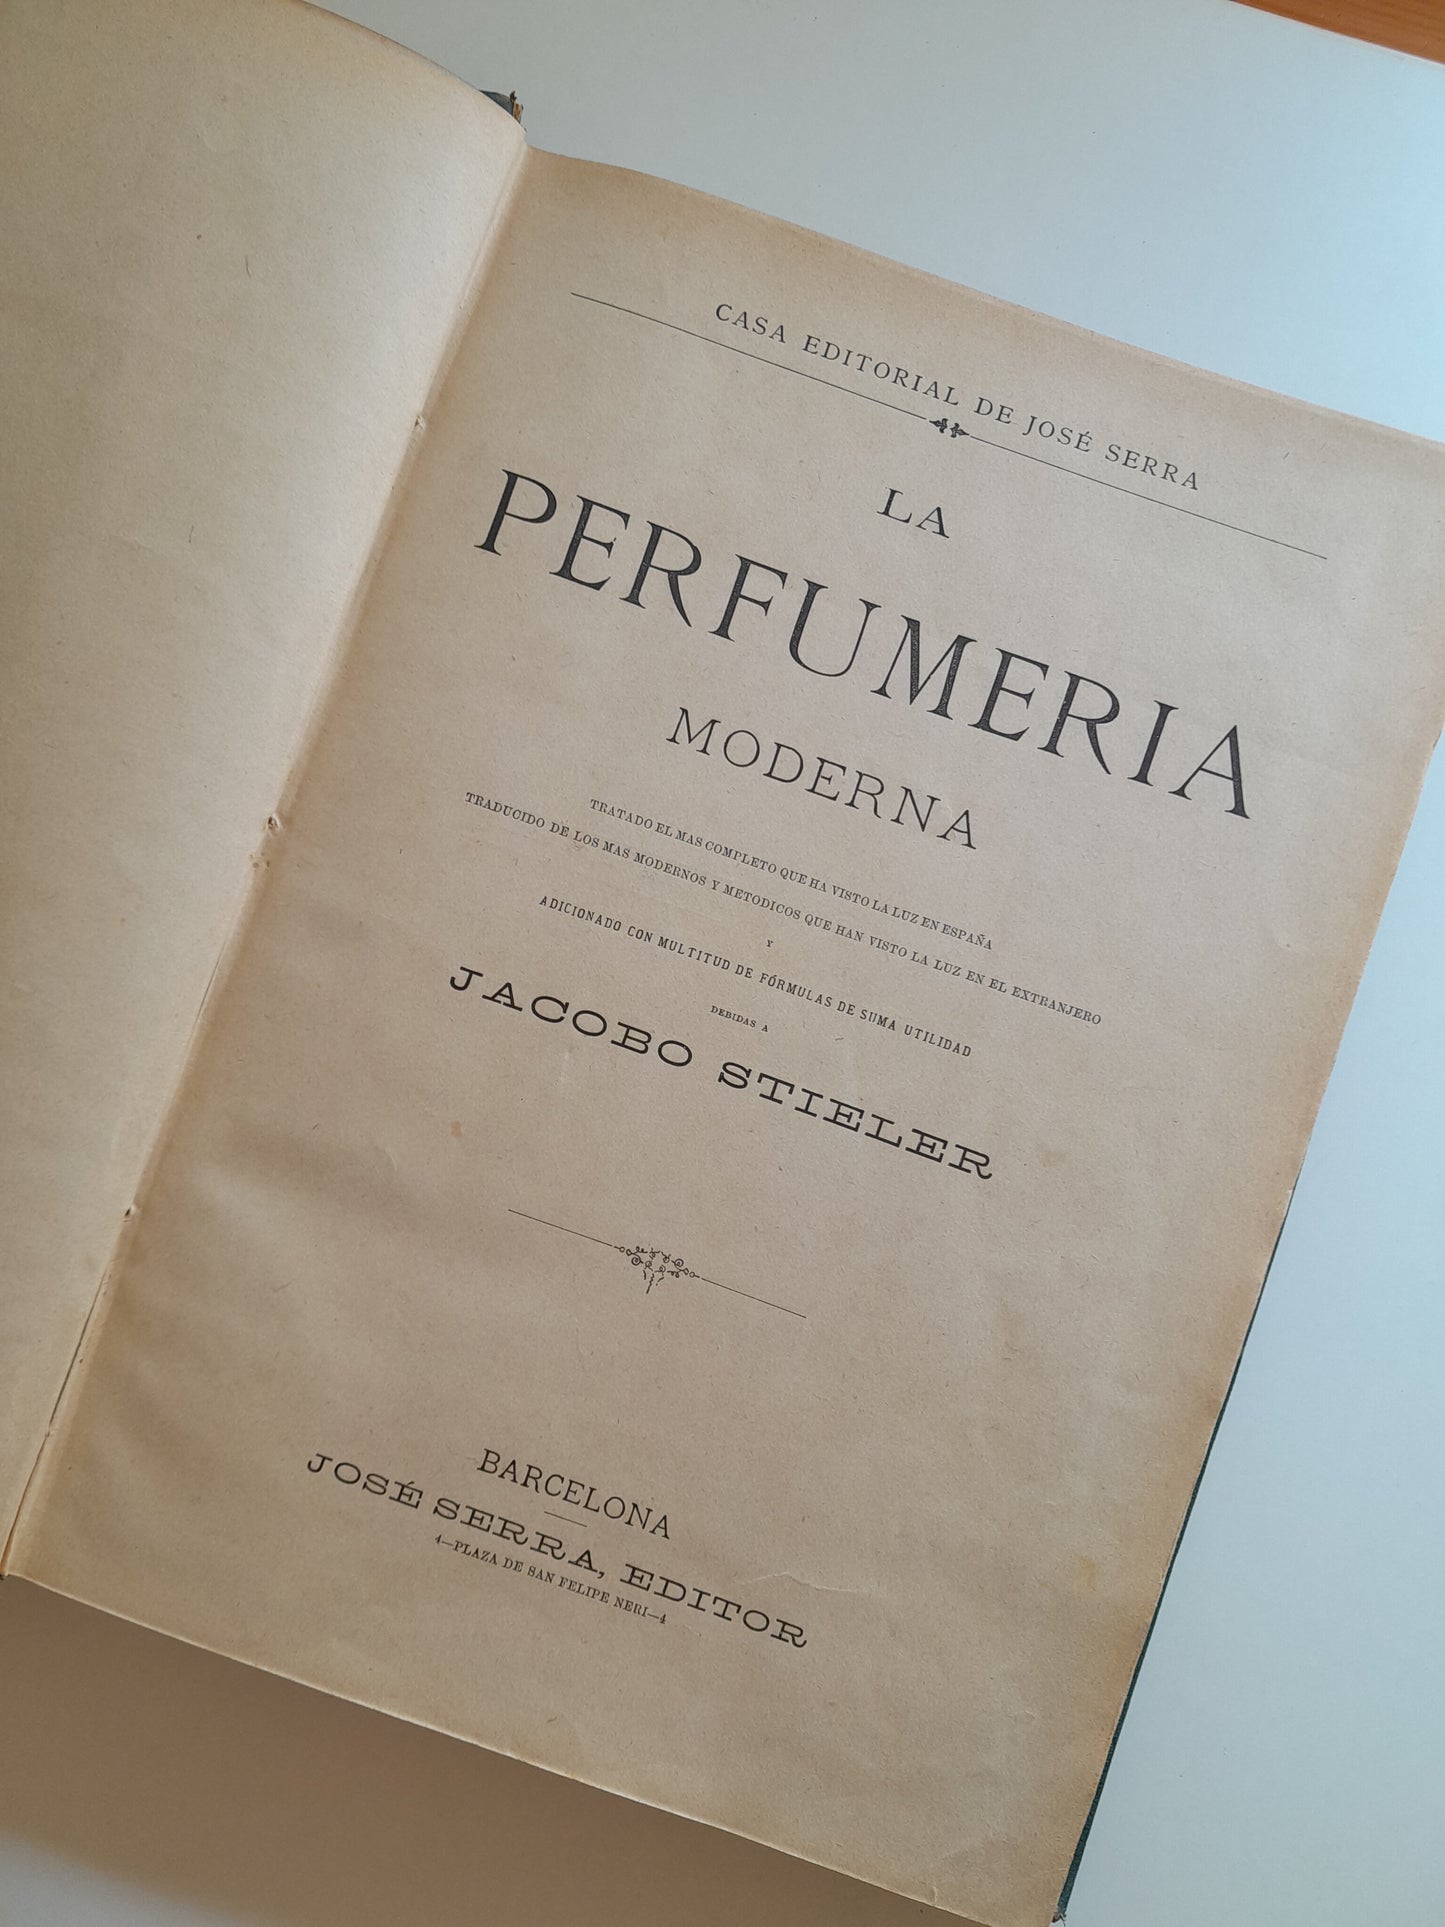 CASA EDITORIAL DE JOSÉ SERRA
LA
PERFUMERIA
MODERNA
TRATADO EL MAS COMPLETO QUE HA VISTO LA LUZ EN ESPAÑA
TRADUCIDO DE LOS MAS MODERNOS Y METODICOS QUE HAN VISTO LA LUZ EN EL EXTRANJERO
Y
ADICIONADO CON MULTITUD DE FÓRMULAS DE SUMA UTILIDAD
DEBIDAS A
JACOBO STIELER
BARCELONA
JOSÉ SERRA, EDITOR
4—PLAZA DE SAN FELIPE NERI—4